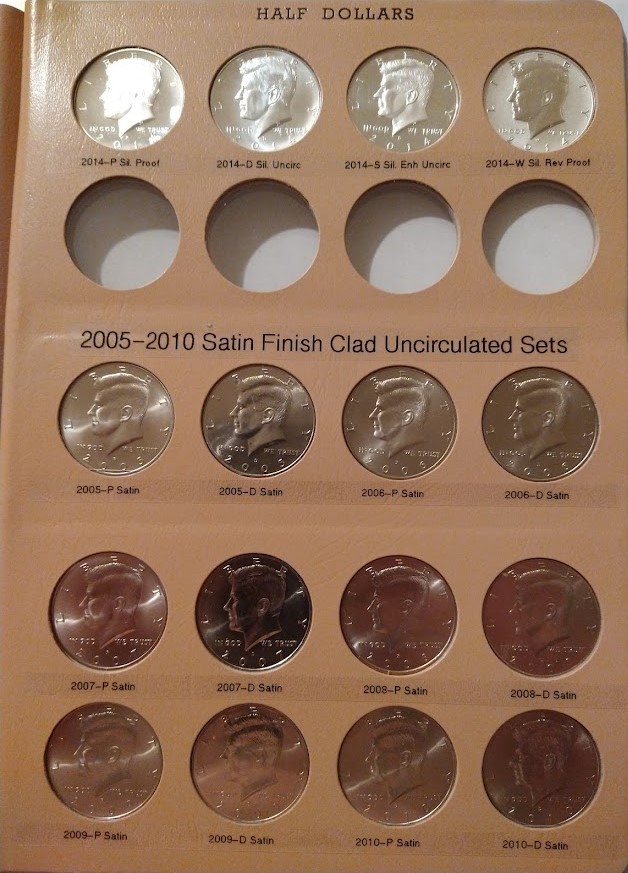 HALF DOLLARS
2014-P Sil. Proof
2014-D Sil. Uncirc
2014-S Sil. Enh Uncirc
2014-W Sil. Rev Proof
2005-2010 Satin Finish Clad Uncirculated Sets
2005-P Satin
2005-D Satin
2006-P Satin
2006-D Satin
2007-P Satin
2007-D Satin
2008-P Satin
2008-D Satin
2009-P Satin
2009-D Satin
2010-P Satin
2010-D Satin